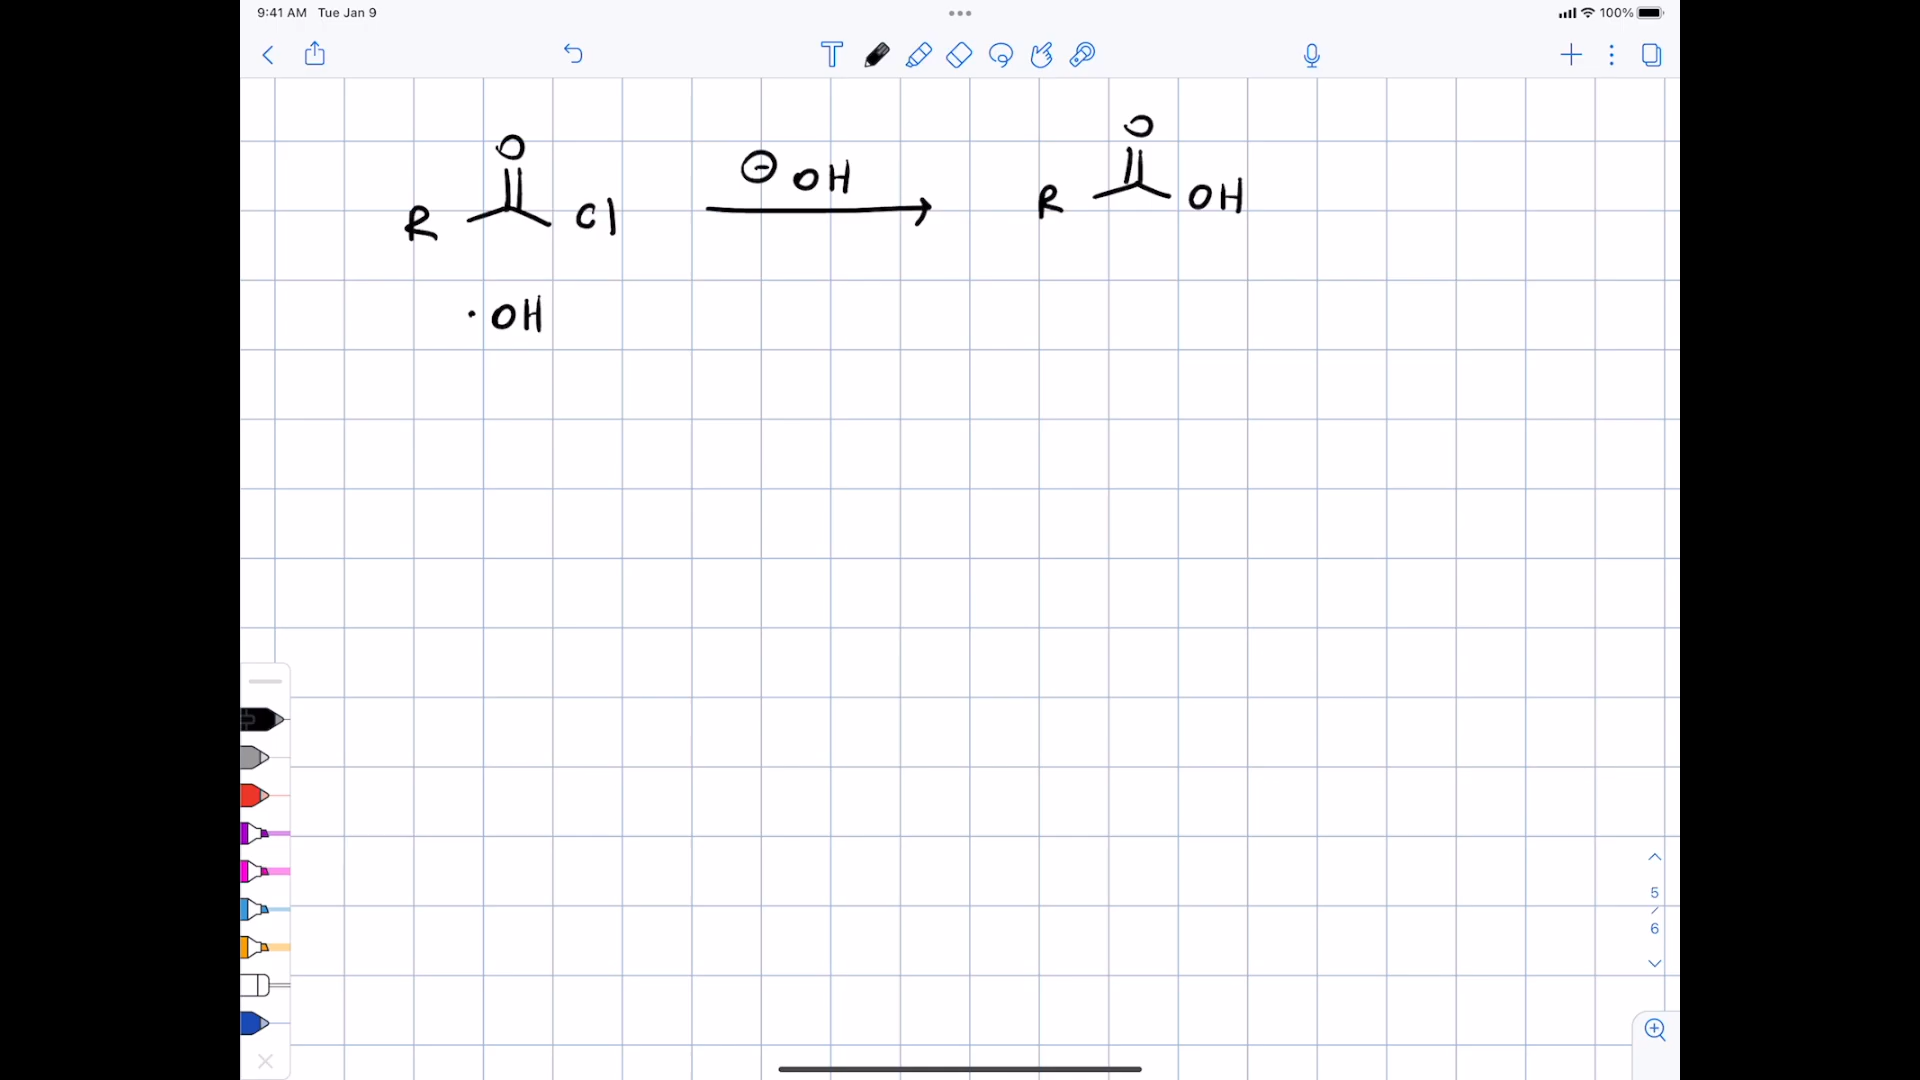 9:41 AM Tue Jan 9
100%
T
O
R Cl
⊖ OH
O
R OH
· OH
5
/
6